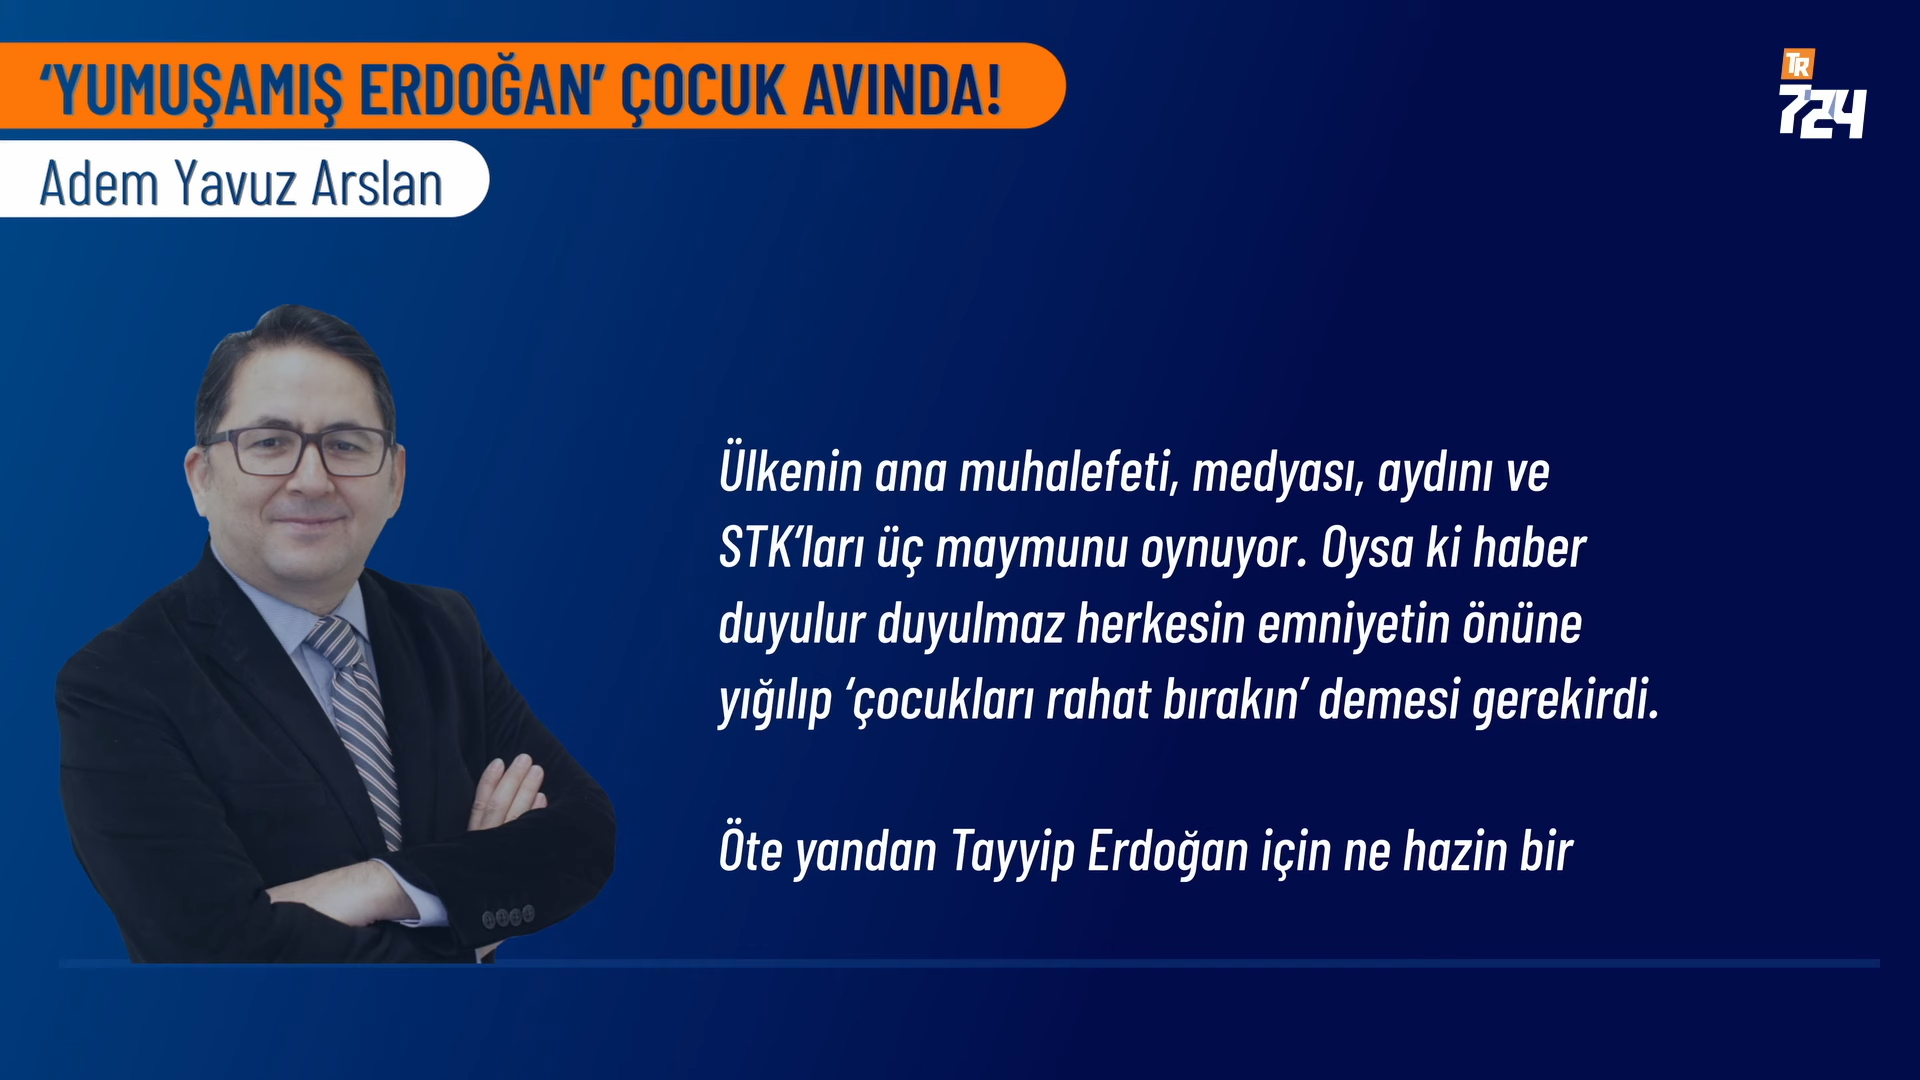 ‘YUMUŞAMIŞ ERDOĞAN’ ÇOCUK AVINDA!
TR
724
Adem Yavuz Arslan
Ülkenin ana muhalefeti, medyası, aydını ve
STK’ları üç maymunu oynuyor. Oysa ki haber
duyulur duyulmaz herkesin emniyetin önüne
yığılıp ‘çocukları rahat bırakın’ demesi gerekirdi.
Öte yandan Tayyip Erdoğan için ne hazin bir